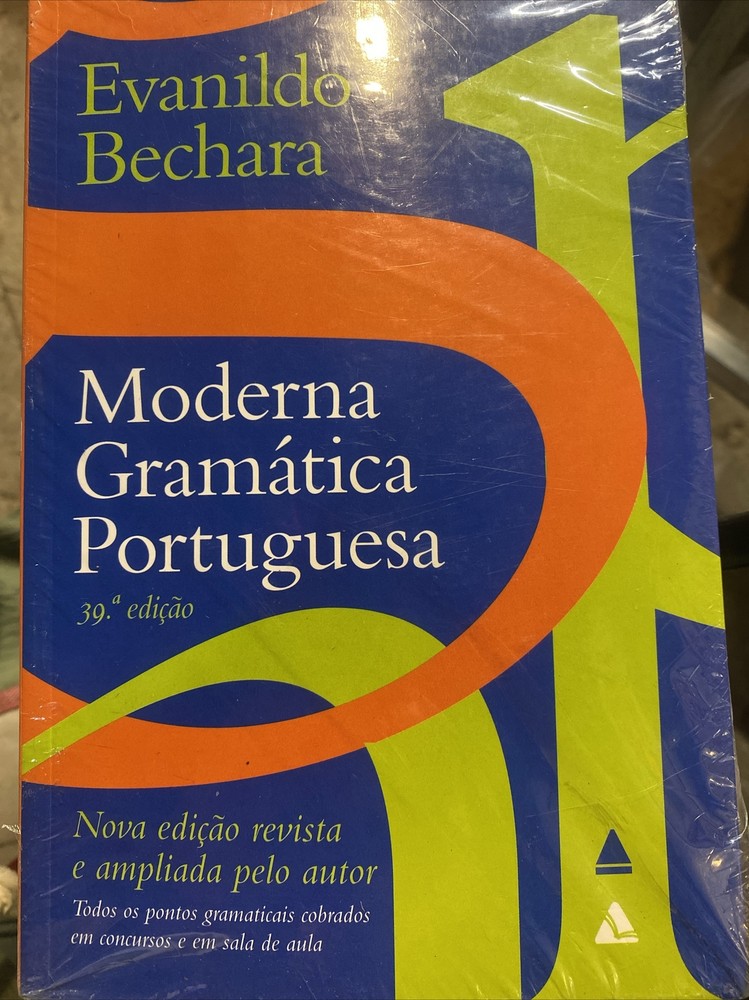 Evanildo
Bechara
Moderna
Gramática
Portuguesa
39.ª edição
Nova edição revista
e ampliada pelo autor
Todos os pontos gramaticais cobrados
em concursos e em sala de aula